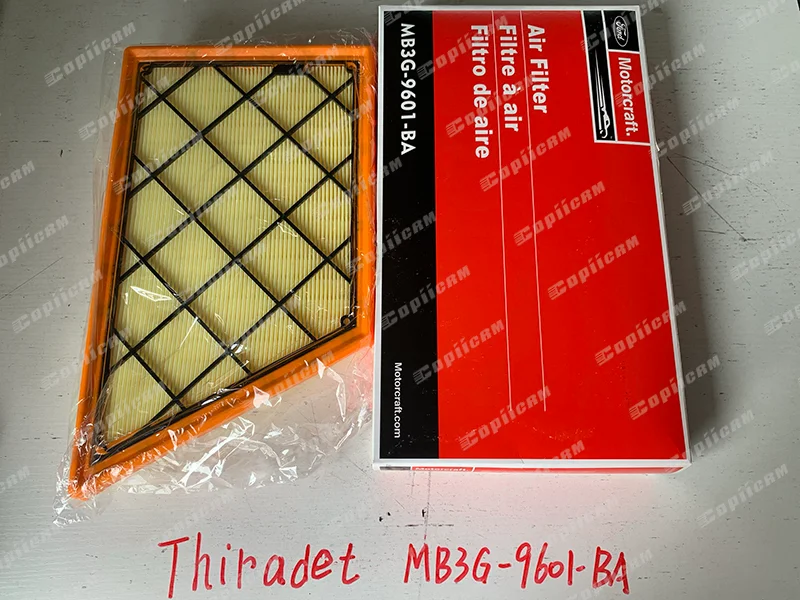 Ford
Motorcraft.
Air Filter
Filtre à air
Filtro de aire
MB3G-9601-BA
Motorcraft.com
Motorcraft.
Thiradet MB3G-9601-BA
CopiiCRM